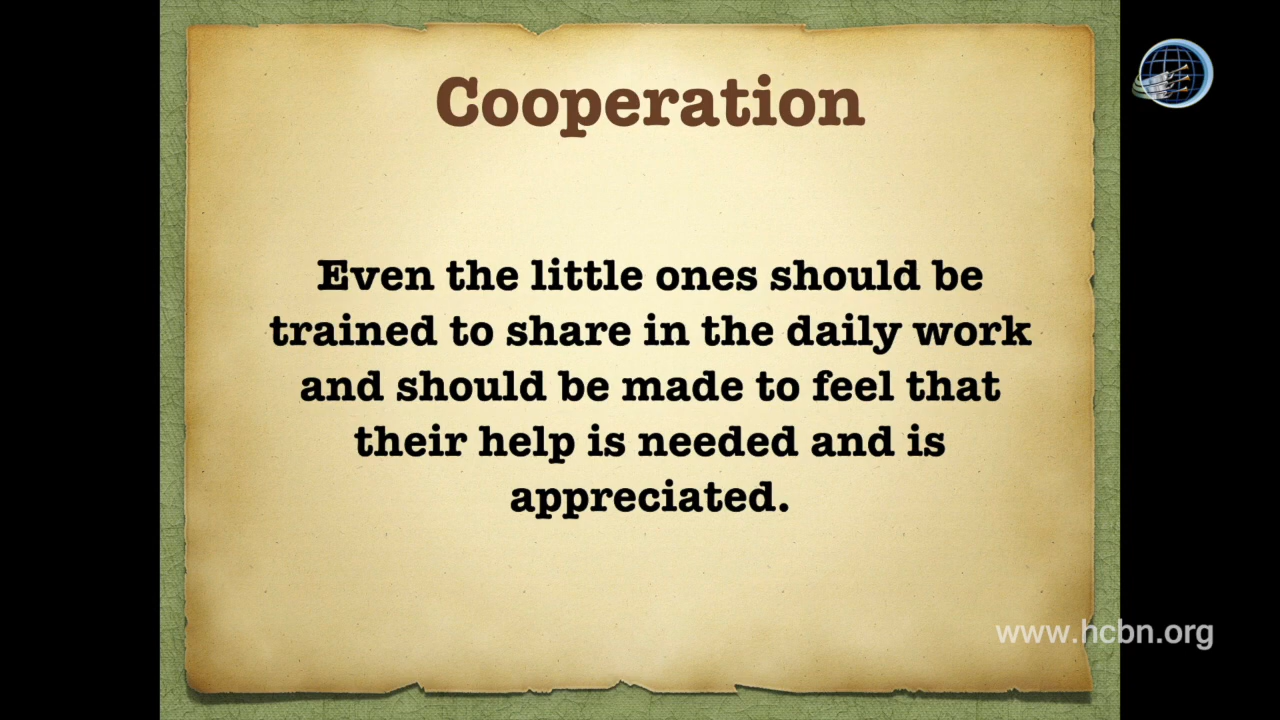 Cooperation
Even the little ones should be
trained to share in the daily work
and should be made to feel that
their help is needed and is
appreciated.
www.hcbn.org